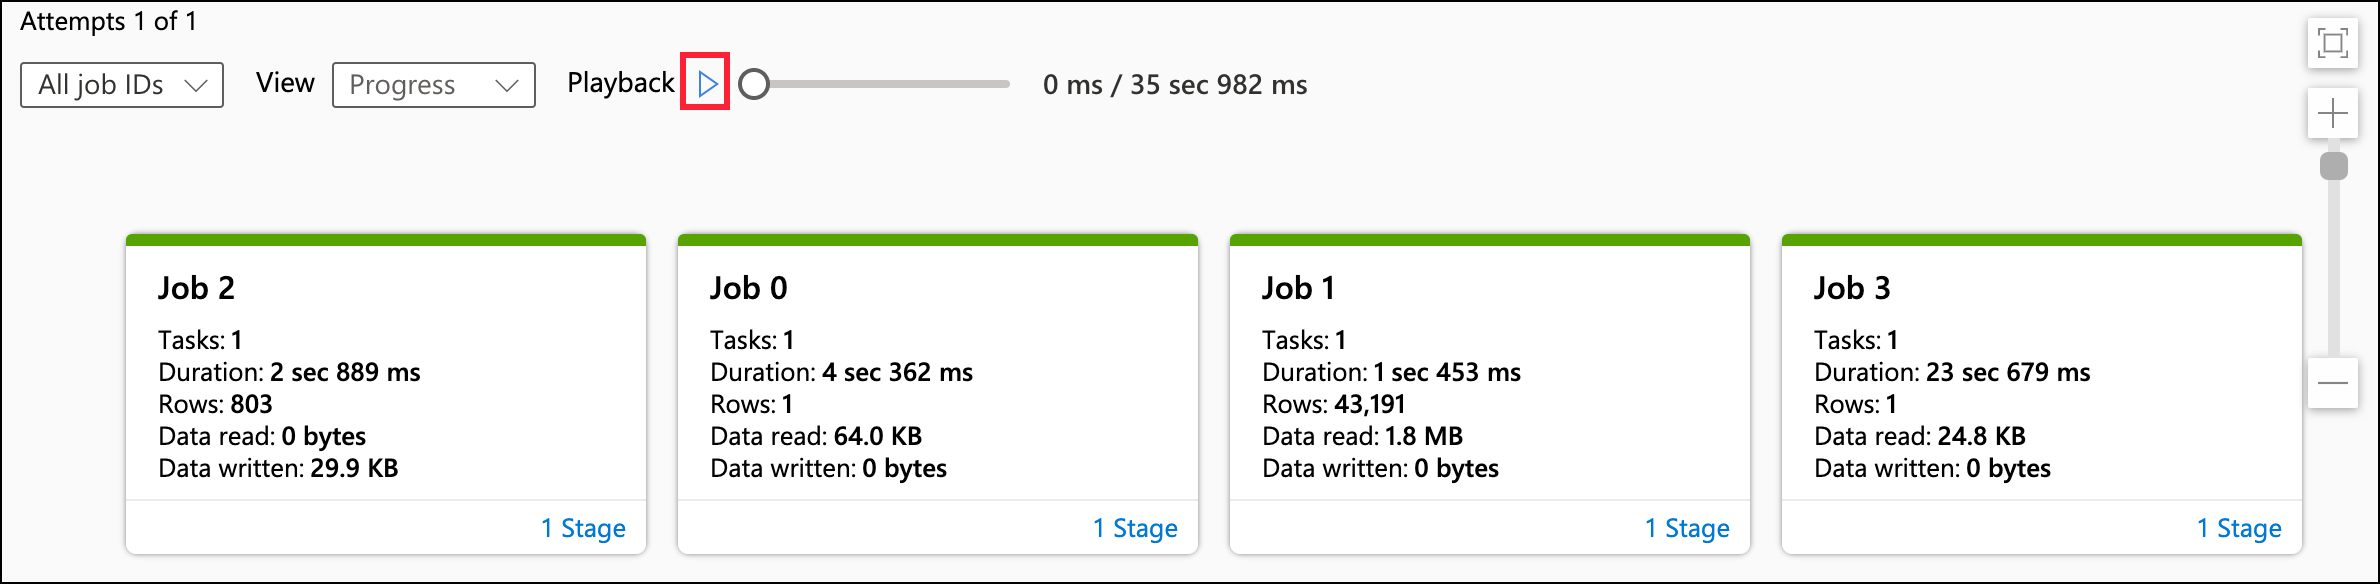 Attempts 1 of 1
All job IDs View Progress Playback 0 ms / 35 sec 982 ms
Job 2
Tasks: 1
Duration: 2 sec 889 ms
Rows: 803
Data read: 0 bytes
Data written: 29.9 KB
1 Stage
Job 0
Tasks: 1
Duration: 4 sec 362 ms
Rows: 1
Data read: 64.0 KB
Data written: 0 bytes
1 Stage
Job 1
Tasks: 1
Duration: 1 sec 453 ms
Rows: 43,191
Data read: 1.8 MB
Data written: 0 bytes
1 Stage
Job 3
Tasks: 1
Duration: 23 sec 679 ms
Rows: 1
Data read: 24.8 KB
Data written: 0 bytes
1 Stage